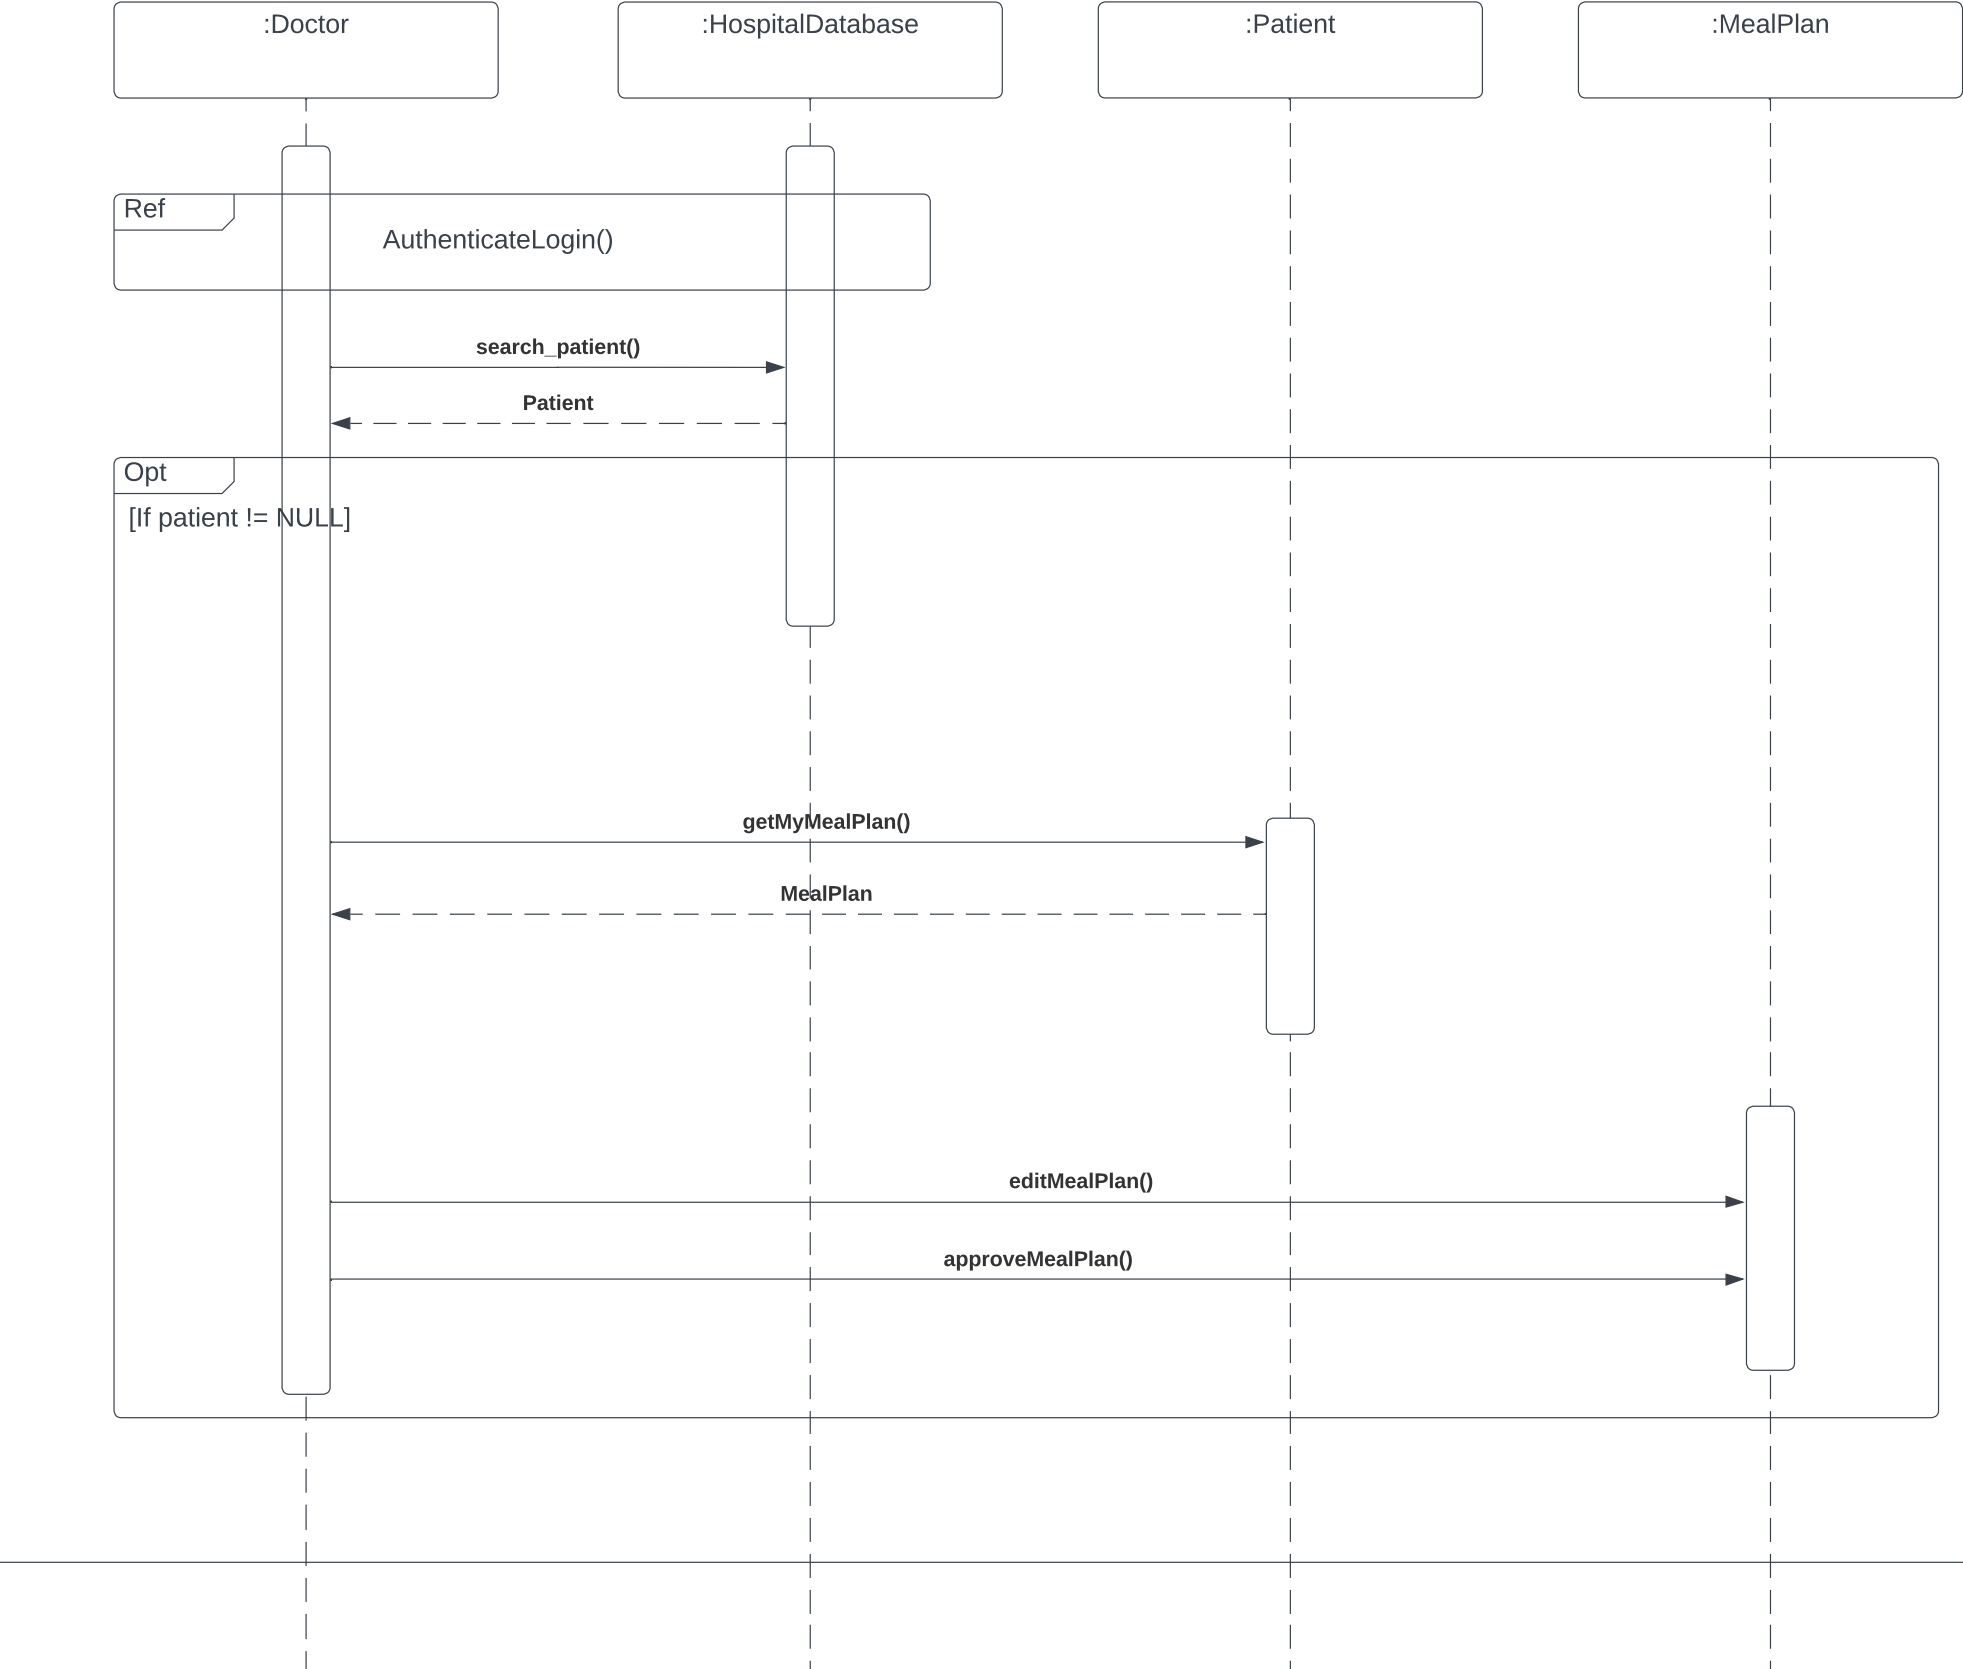 :Doctor
:HospitalDatabase
:Patient
:MealPlan
Ref
AuthenticateLogin()
search_patient()
Patient
Opt
[If patient != NULL]
getMyMealPlan()
MealPlan
editMealPlan()
approveMealPlan()